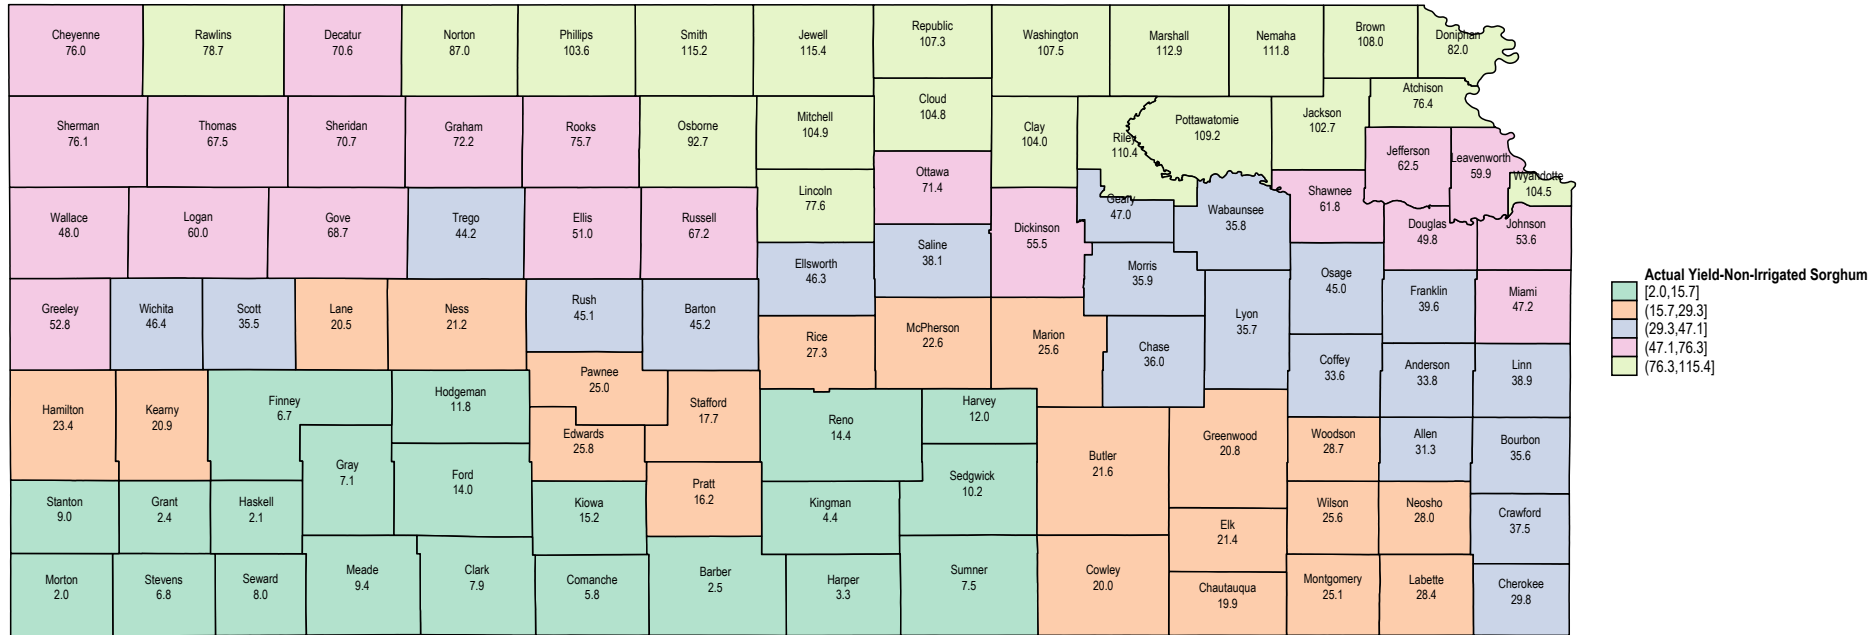 Cheyenne
76.0
Rawlins
78.7
Decatur
70.6
Norton
87.0
Phillips
103.6
Smith
115.2
Jewell
115.4
Republic
107.3
Washington
107.5
Marshall
112.9
Nemaha
111.8
Brown
108.0
Doniphan
82.0
Atchison
76.4
Sherman
76.1
Thomas
67.5
Sheridan
70.7
Graham
72.2
Rooks
75.7
Osborne
92.7
Mitchell
104.9
Cloud
104.8
Clay
104.0
Riley
110.4
Pottawatomie
109.2
Jackson
102.7
Jefferson
62.5
Leavenworth
59.9
Wyandotte
104.5
Wallace
48.0
Logan
60.0
Gove
68.7
Trego
44.2
Ellis
51.0
Russell
67.2
Lincoln
77.6
Ottawa
71.4
Dickinson
55.5
Geary
47.0
Wabaunsee
35.8
Shawnee
61.8
Douglas
49.8
Johnson
53.6
Ellsworth
46.3
Saline
38.1
Morris
35.9
Osage
45.0
Franklin
39.6
Miami
47.2
Greeley
52.8
Wichita
46.4
Scott
35.5
Lane
20.5
Ness
21.2
Rush
45.1
Barton
45.2
Rice
27.3
McPherson
22.6
Marion
25.6
Chase
36.0
Lyon
35.7
Coffey
33.6
Anderson
33.8
Linn
38.9
Hamilton
23.4
Kearny
20.9
Finney
6.7
Hodgeman
11.8
Pawnee
25.0
Stafford
17.7
Edwards
25.8
Reno
14.4
Harvey
12.0
Butler
21.6
Greenwood
20.8
Woodson
28.7
Allen
31.3
Bourbon
35.6
Gray
7.1
Ford
14.0
Pratt
16.2
Kingman
4.4
Sedgwick
10.2
Stanton
9.0
Grant
2.4
Haskell
2.1
Kiowa
15.2
Elk
21.4
Wilson
25.6
Neosho
28.0
Crawford
37.5
Morton
2.0
Stevens
6.8
Seward
8.0
Meade
9.4
Clark
7.9
Comanche
5.8
Barber
2.5
Harper
3.3
Sumner
7.5
Cowley
20.0
Chautauqua
19.9
Montgomery
25.1
Labette
28.4
Cherokee
29.8
Actual Yield-Non-Irrigated Sorghum
[2.0,15.7]
(15.7,29.3]
(29.3,47.1]
(47.1,76.3]
(76.3,115.4]